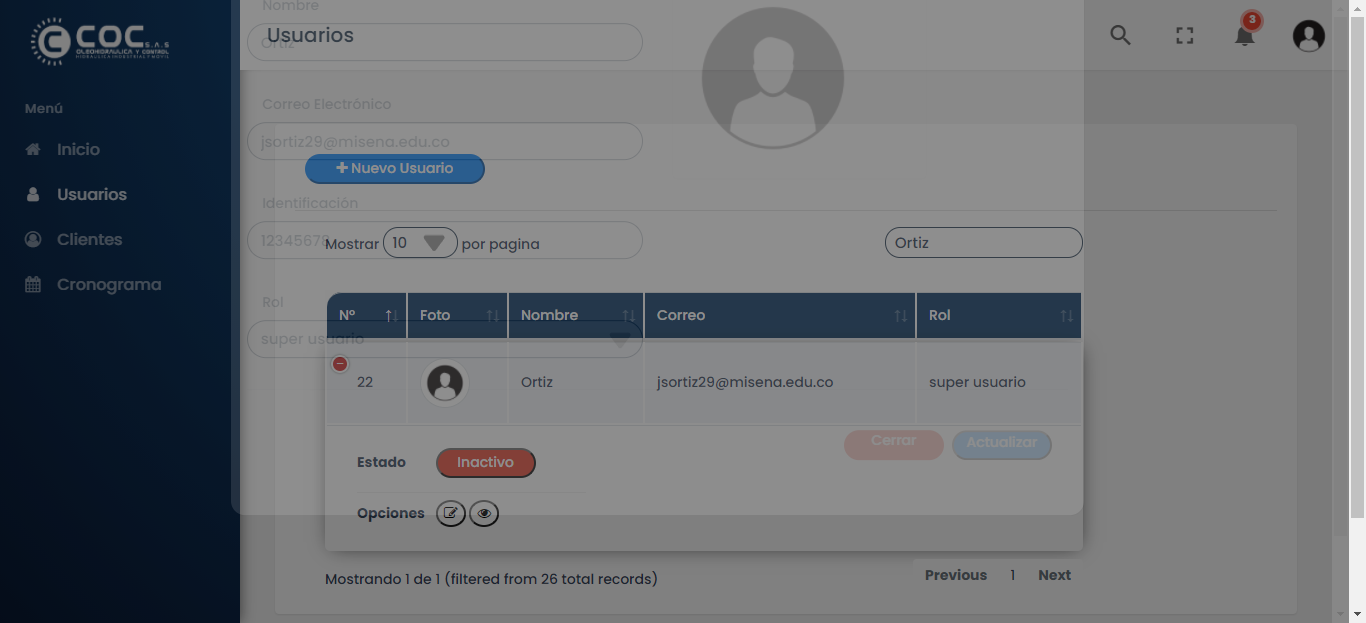 COC S.A.S
OLEOHIDRAULICA Y CONTROL
HIDRAULICA INDUSTRIAL Y MOVIL
Menú
Inicio
Usuarios
Clientes
Cronograma
Usuarios
3
Nombre
Ortiz
Correo Electrónico
jsortiz29@misena.edu.co
Identificación
12345678
Rol
super usuario
Cerrar
Actualizar
+ Nuevo Usuario
Mostrar 10 por pagina
Ortiz
Nº Foto Nombre Correo Rol
22 Ortiz jsortiz29@misena.edu.co super usuario
Estado Inactivo
Opciones
Mostrando 1 de 1 (filtered from 26 total records)
Previous 1 Next